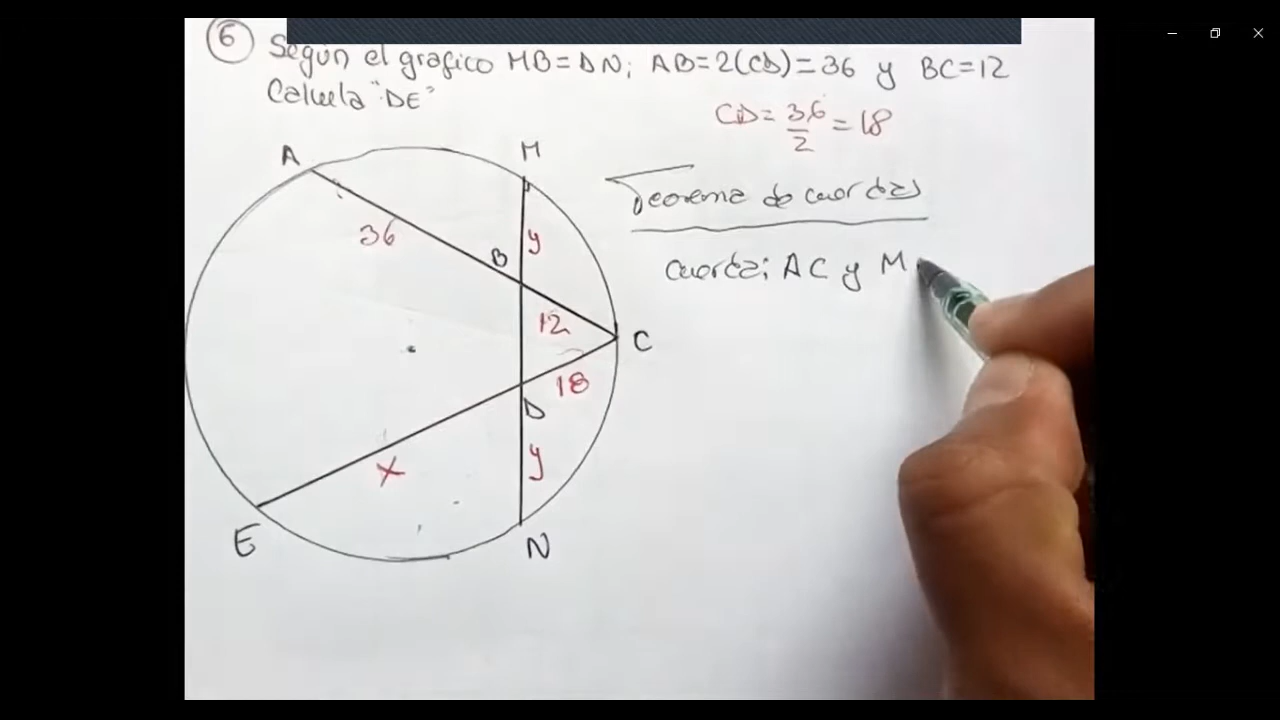 6 Según el grafico MB=DN; AB=2(CD)=36 y BC=12
Calcula "DE"
CD=36/2=18
Teorema de cuerdas
cuerda; AC y M
A
M
36
y
B
12
C
18
D
x
y
E
N